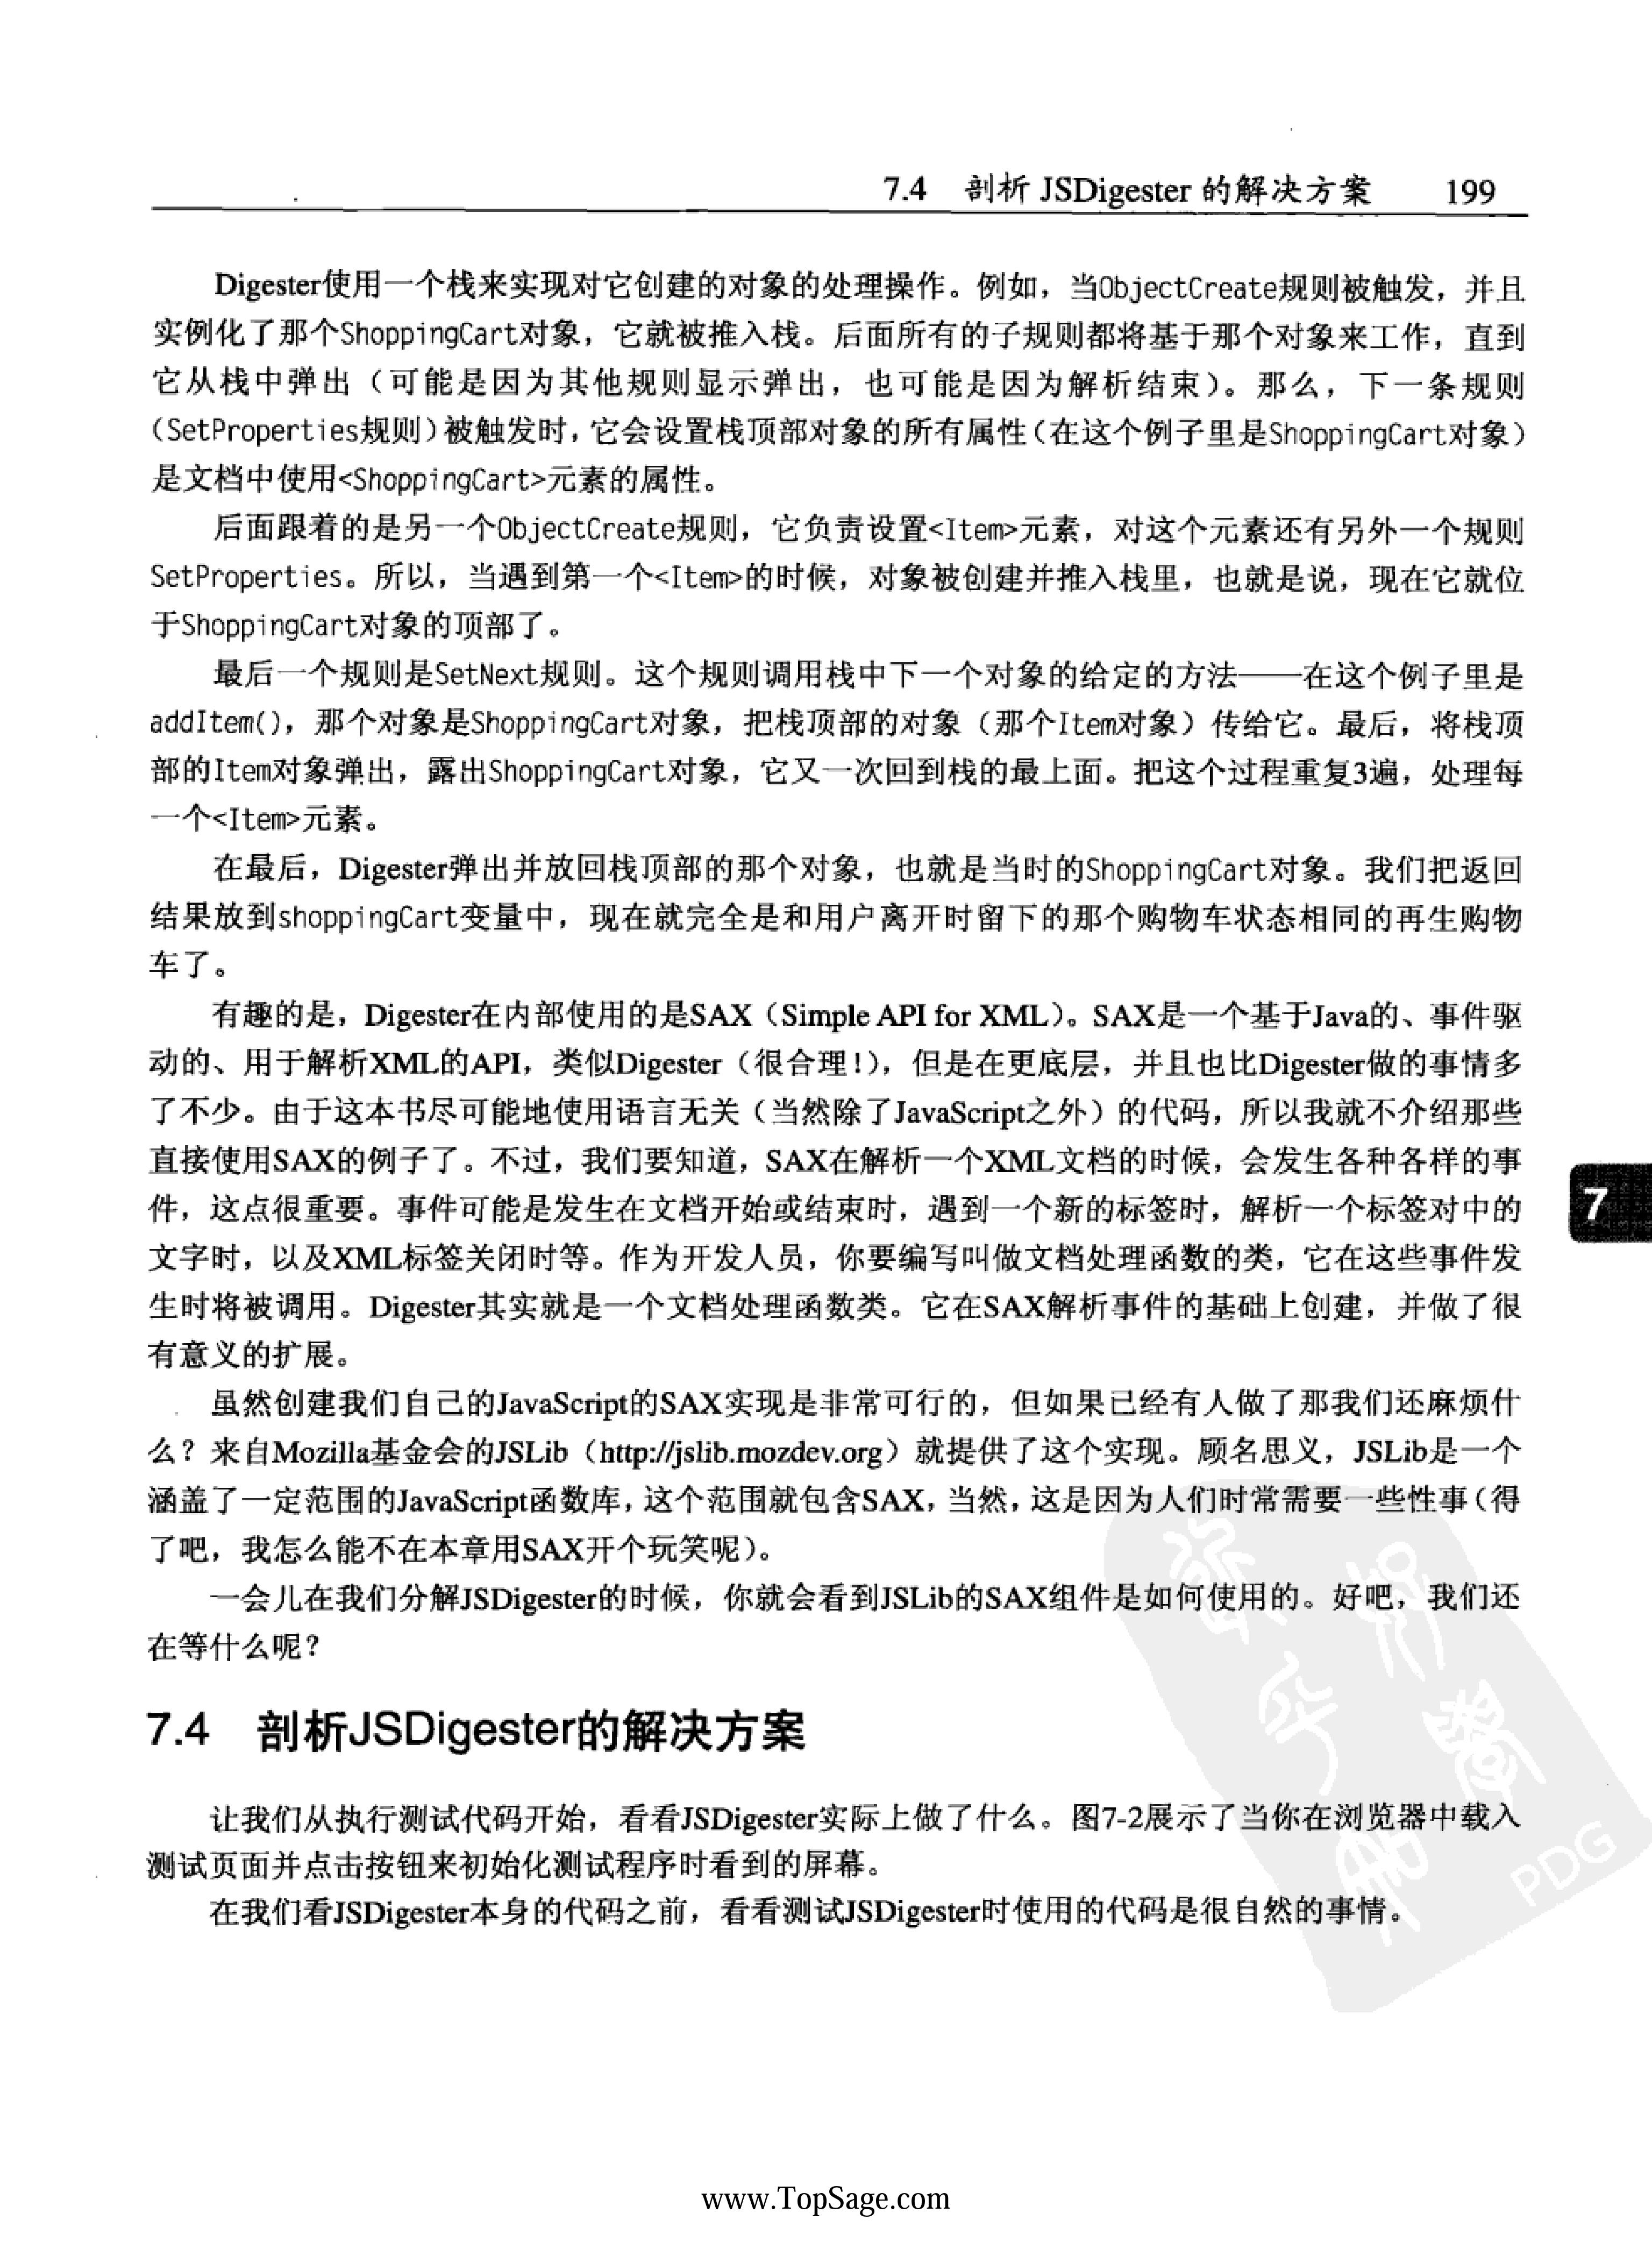 7.4 剖析 JSDigester 的解决方案 199
Digester使用一个栈来实现对它创建的对象的处理操作。例如，当ObjectCreate规则被触发，并且
实例化了那个ShoppingCart对象，它就被推入栈。后面所有的子规则都将基于那个对象来工作，直到
它从栈中弹出（可能是因为其他规则显示弹出，也可能是因为解析结束）。那么，下一条规则
（SetProperties规则）被触发时，它会设置栈顶部对象的所有属性（在这个例子里是ShoppingCart对象）
是文档中使用<ShoppingCart>元素的属性。
后面跟着的是另一个ObjectCreate规则，它负责设置<Item>元素，对这个元素还有另外一个规则
SetProperties。所以，当遇到第一个<Item>的时候，对象被创建并推入栈里，也就是说，现在它就位
于ShoppingCart对象的顶部了。
最后一个规则是SetNext规则。这个规则调用栈中下一个对象的给定的方法——在这个例子里是
addItem()，那个对象是ShoppingCart对象，把栈顶部的对象（那个Item对象）传给它。最后，将栈顶
部的Item对象弹出，露出ShoppingCart对象，它又一次回到栈的最上面。把这个过程重复3遍，处理每
一个<Item>元素。
在最后，Digester弹出并放回栈顶部的那个对象，也就是当时的ShoppingCart对象。我们把返回
结果放到shoppingCart变量中，现在就完全是和用户离开时留下的那个购物车状态相同的再生购物
车了。
有趣的是，Digester在内部使用的是SAX（Simple API for XML）。SAX是一个基于Java的、事件驱
动的、用于解析XML的API，类似Digester（很合理！），但是在更底层，并且也比Digester做的事情多
了不少。由于这本书尽可能地使用语言无关（当然除了JavaScript之外）的代码，所以我就不介绍那些
直接使用SAX的例子了。不过，我们要知道，SAX在解析一个XML文档的时候，会发生各种各样的事
件，这点很重要。事件可能是发生在文档开始或结束时，遇到一个新的标签时，解析一个标签对中的
文字时，以及XML标签关闭时等。作为开发人员，你要编写叫做文档处理函数的类，它在这些事件发
生时将被调用。Digester其实就是一个文档处理函数类。它在SAX解析事件的基础上创建，并做了很
有意义的扩展。
虽然创建我们自己的JavaScript的SAX实现是非常可行的，但如果已经有人做了那我们还麻烦什
么？来自Mozilla基金会的JSLib（http://jslib.mozdev.org）就提供了这个实现。顾名思义，JSLib是一个
涵盖了一定范围的JavaScript函数库，这个范围就包含SAX，当然，这是因为人们时常需要一些性事（得
了吧，我怎么能不在本章用SAX开个玩笑呢）。
一会儿在我们分解JSDigester的时候，你就会看到JSLib的SAX组件是如何使用的。好吧，我们还
在等什么呢？
7
7.4 剖析JSDigester的解决方案
让我们从执行测试代码开始，看看JSDigester实际上做了什么。图7-2展示了当你在浏览器中载入
测试页面并点击按钮来初始化测试程序时看到的屏幕。
在我们看JSDigester本身的代码之前，看看测试JSDigester时使用的代码是很自然的事情。
PDG
www.TopSage.com